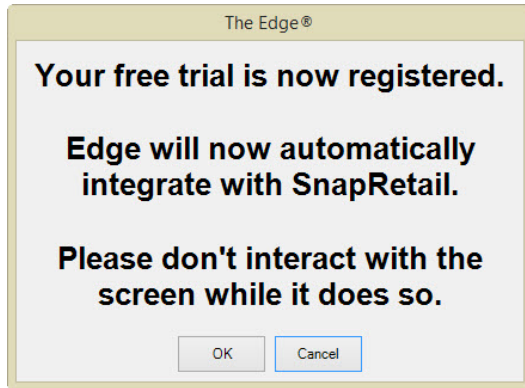 The Edge®
Your free trial is now registered.
Edge will now automatically
integrate with SnapRetail.
Please don't interact with the
screen while it does so.
OK
Cancel